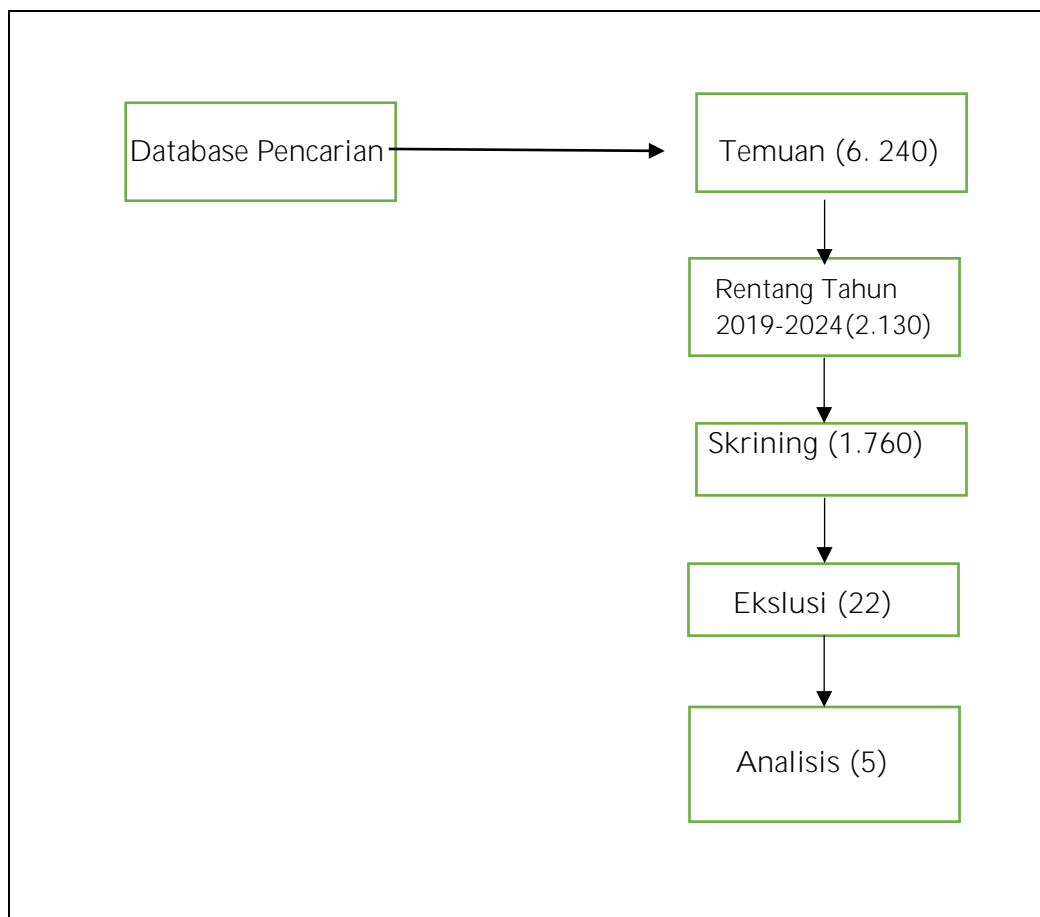 Database Pencarian
Temuan (6. 240)
Rentang Tahun
2019-2024(2.130)
Skrining (1.760)
Ekslusi (22)
Analisis (5)